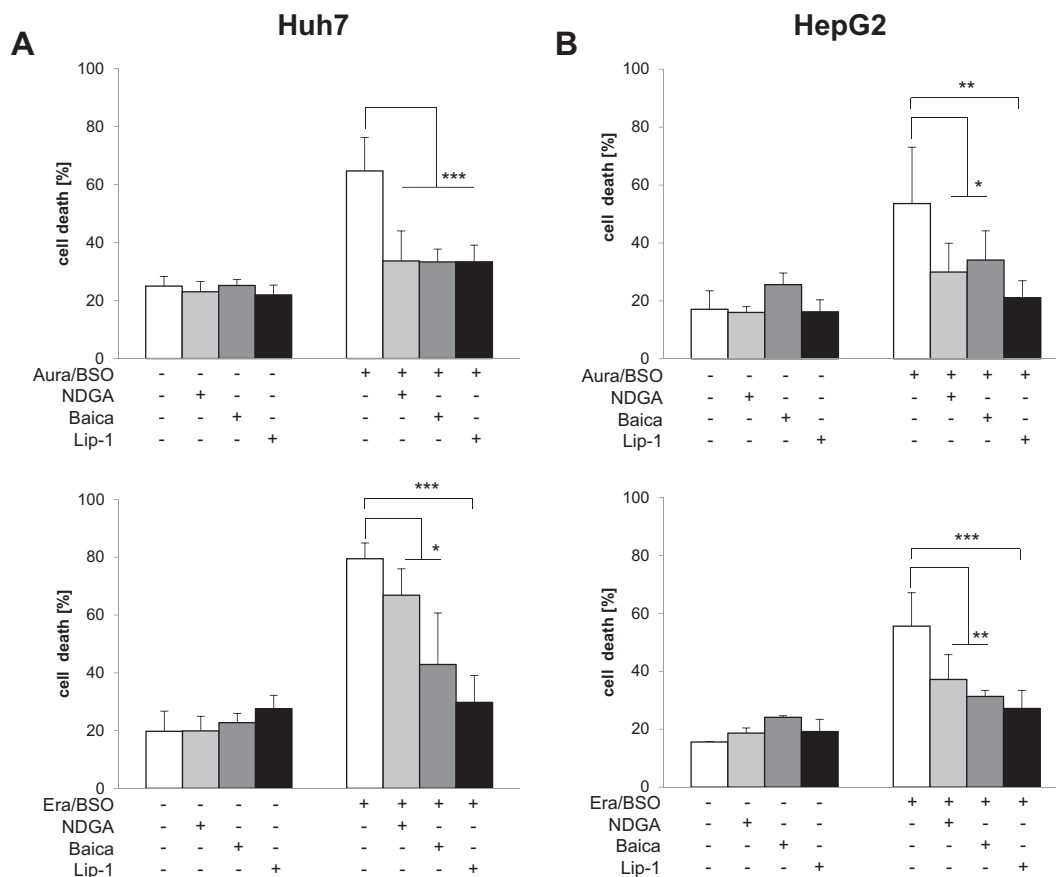 Huh7
HepG2
A
B
100
80
60
40
20
0
cell death [%]
***
Aura/BSO - - - - + + + +
NDGA - + - - - + - -
Baica - - + - - - + -
Lip-1 - - - + - - - +
100
80
60
40
20
0
cell death [%]
**
*
Aura/BSO - - - - + + + +
NDGA - + - - - + - -
Baica - - + - - - + -
Lip-1 - - - + - - - +
100
80
60
40
20
0
cell death [%]
***
*
Era/BSO - - - - + + + +
NDGA - + - - - + - -
Baica - - + - - - + -
Lip-1 - - - + - - - +
100
80
60
40
20
0
cell death [%]
***
**
Era/BSO - - - - + + + +
NDGA - + - - - + - -
Baica - - + - - - + -
Lip-1 - - - + - - - +